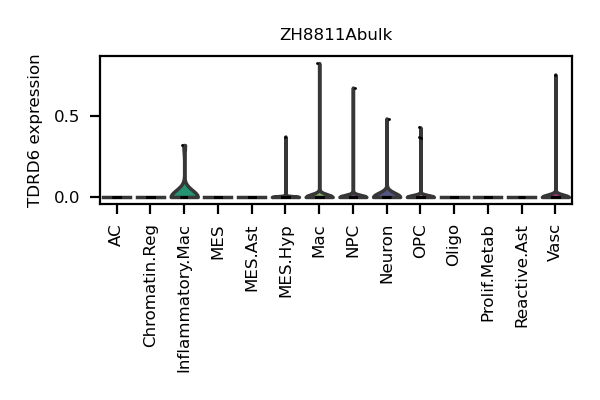 ZH8811Abulk
TDRD6 expression
0.5
0.0
AC
Chromatin.Reg
Inflammatory.Mac
MES
MES.Ast
MES.Hyp
Mac
NPC
Neuron
OPC
Oligo
Prolif.Metab
Reactive.Ast
Vasc